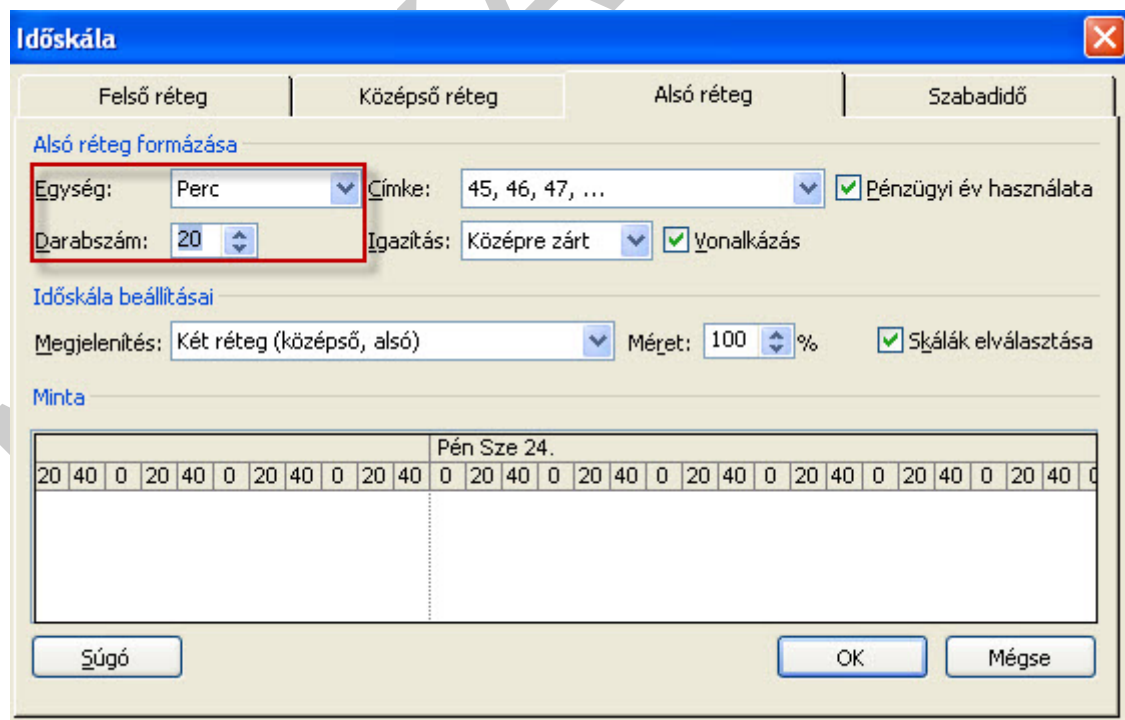 Időskála
Felső réteg Középső réteg Alsó réteg Szabadidő
Alsó réteg formázása
Egység: Perc Címke: 45, 46, 47, ... Pénzügyi év használata
Darabszám: 20 Igazítás: Középre zárt Vonalkázás
Időskála beállításai
Megjelenítés: Két réteg (középső, alsó) Méret: 100 % Skálák elválasztása
Minta
Pén Sze 24.
20 40 0 20 40 0 20 40 0 20 40 0 20 40 0 20 40 0 20 40 0 20 40 0 20 40 0 20 40 0
Súgó OK Mégse